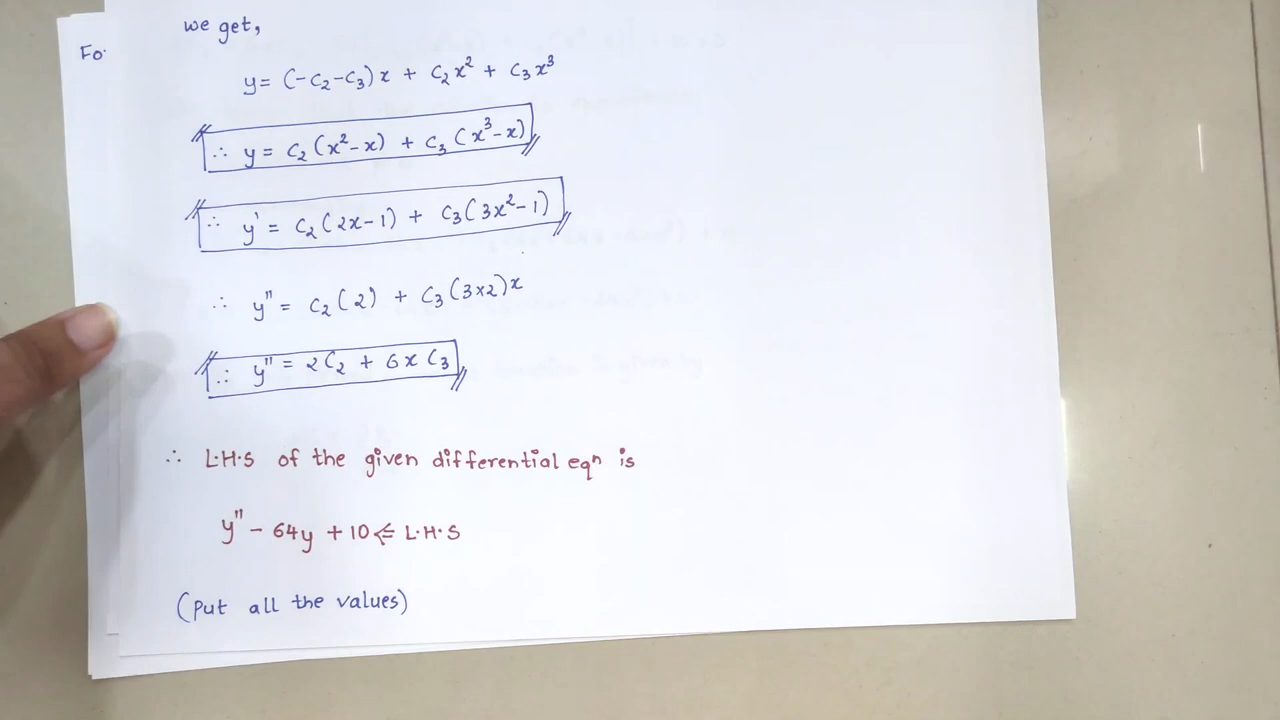 we get,
Fo
y = (-c₂-c₃)x + c₂x² + c₃x³
∴ y = c₂(x²-x) + c₃(x³-x)
∴ y' = c₂(2x-1) + c₃(3x²-1)
∴ y" = c₂(2) + c₃(3×2)x
∴ y" = 2c₂ + 6x c₃
∴ L.H.S of the given differential eqⁿ is
y" - 64y + 10 ⇐ L.H.S
(put all the values)